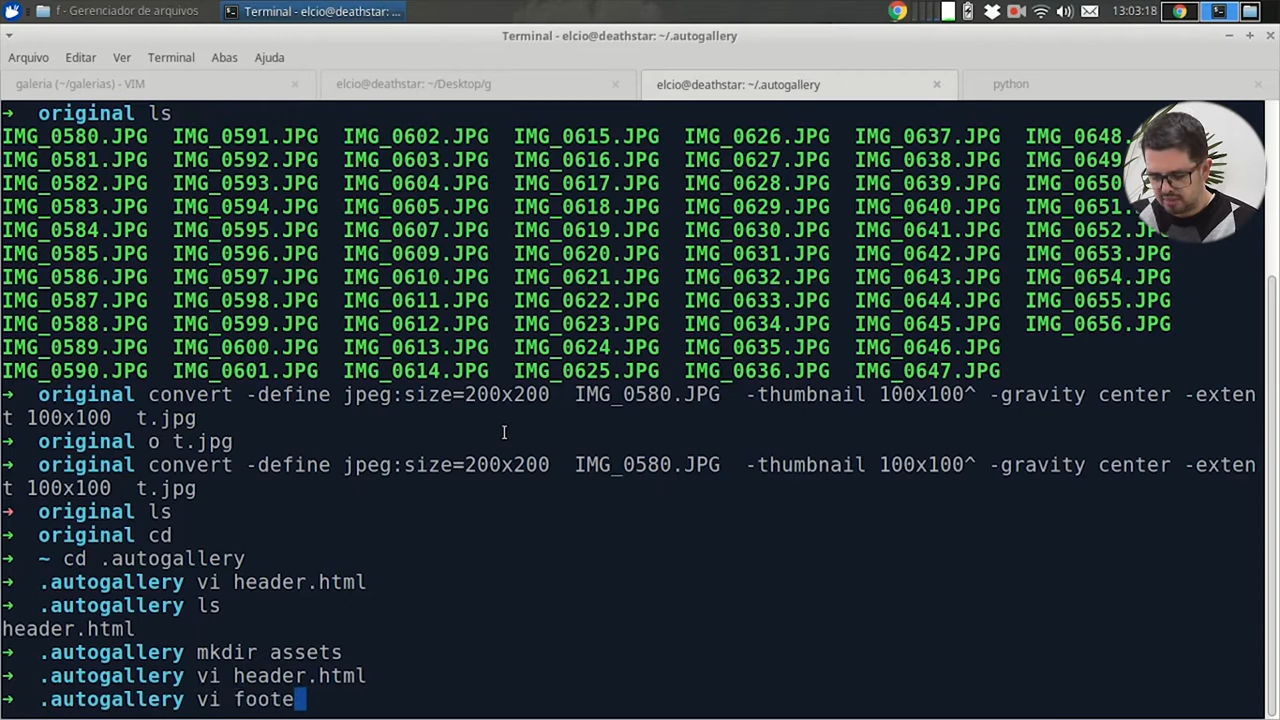 f - Gerenciador de arquivos
Terminal - elcio@deathstar: ...
13:03:18
Terminal - elcio@deathstar: ~/.autogallery
Arquivo Editar Ver Terminal Abas Ajuda
galeria (~/galerias) - VIM
elcio@deathstar: ~/Desktop/g
elcio@deathstar: ~/.autogallery
python
➜ original ls
IMG_0580.JPG IMG_0591.JPG IMG_0602.JPG IMG_0615.JPG IMG_0626.JPG IMG_0637.JPG IMG_0648.
IMG_0581.JPG IMG_0592.JPG IMG_0603.JPG IMG_0616.JPG IMG_0627.JPG IMG_0638.JPG IMG_0649
IMG_0582.JPG IMG_0593.JPG IMG_0604.JPG IMG_0617.JPG IMG_0628.JPG IMG_0639.JPG IMG_0650
IMG_0583.JPG IMG_0594.JPG IMG_0605.JPG IMG_0618.JPG IMG_0629.JPG IMG_0640.JPG IMG_0651.
IMG_0584.JPG IMG_0595.JPG IMG_0607.JPG IMG_0619.JPG IMG_0630.JPG IMG_0641.JPG IMG_0652.JPG
IMG_0585.JPG IMG_0596.JPG IMG_0609.JPG IMG_0620.JPG IMG_0631.JPG IMG_0642.JPG IMG_0653.JPG
IMG_0586.JPG IMG_0597.JPG IMG_0610.JPG IMG_0621.JPG IMG_0632.JPG IMG_0643.JPG IMG_0654.JPG
IMG_0587.JPG IMG_0598.JPG IMG_0611.JPG IMG_0622.JPG IMG_0633.JPG IMG_0644.JPG IMG_0655.JPG
IMG_0588.JPG IMG_0599.JPG IMG_0612.JPG IMG_0623.JPG IMG_0634.JPG IMG_0645.JPG IMG_0656.JPG
IMG_0589.JPG IMG_0600.JPG IMG_0613.JPG IMG_0624.JPG IMG_0635.JPG IMG_0646.JPG
IMG_0590.JPG IMG_0601.JPG IMG_0614.JPG IMG_0625.JPG IMG_0636.JPG IMG_0647.JPG
➜ original convert -define jpeg:size=200x200 IMG_0580.JPG -thumbnail 100x100^ -gravity center -exten
t 100x100 t.jpg
➜ original o t.jpg
➜ original convert -define jpeg:size=200x200 IMG_0580.JPG -thumbnail 100x100^ -gravity center -exten
t 100x100 t.jpg
➜ original ls
➜ original cd
➜ ~ cd .autogallery
➜ .autogallery vi header.html
➜ .autogallery ls
header.html
➜ .autogallery mkdir assets
➜ .autogallery vi header.html
➜ .autogallery vi foote